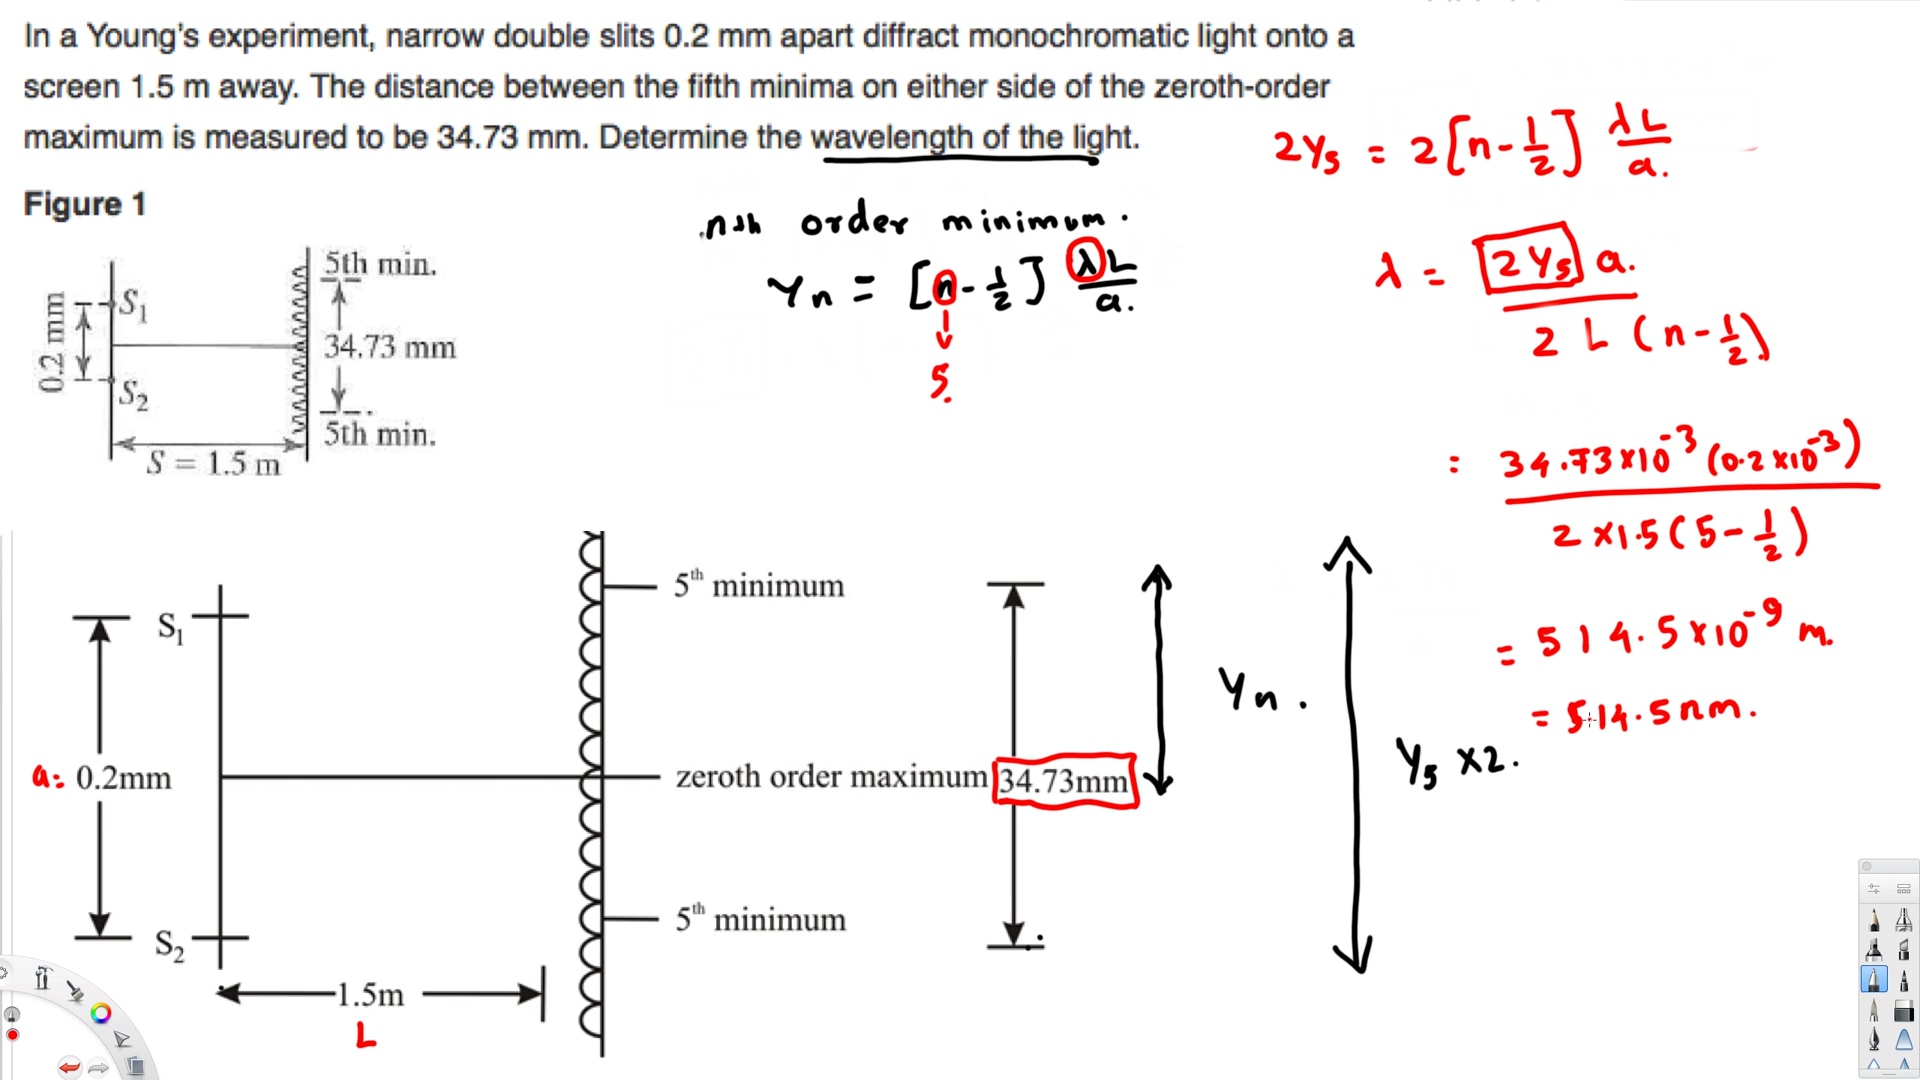 In a Young's experiment, narrow double slits 0.2 mm apart diffract monochromatic light onto a
screen 1.5 m away. The distance between the fifth minima on either side of the zeroth-order
maximum is measured to be 34.73 mm. Determine the wavelength of the light.
Figure 1
0.2 mm
S₁
S₂
S = 1.5 m
5th min.
34.73 mm
5th min.
nth order minimum.
Yn = [n-½] λL/a.
5.
2Y₅ = 2[n-½] λL/a.
λ = 2Y₅ a. / 2 L (n-½)
= 34.73×10⁻³ (0.2×10⁻³) / 2×1.5(5-½)
= 514.5×10⁻⁹ m.
= 514.5nm.
S₁
a: 0.2mm
S₂
1.5m
L
5th minimum
zeroth order maximum 34.73mm
5th minimum
Yn.
Y₅ ×2.